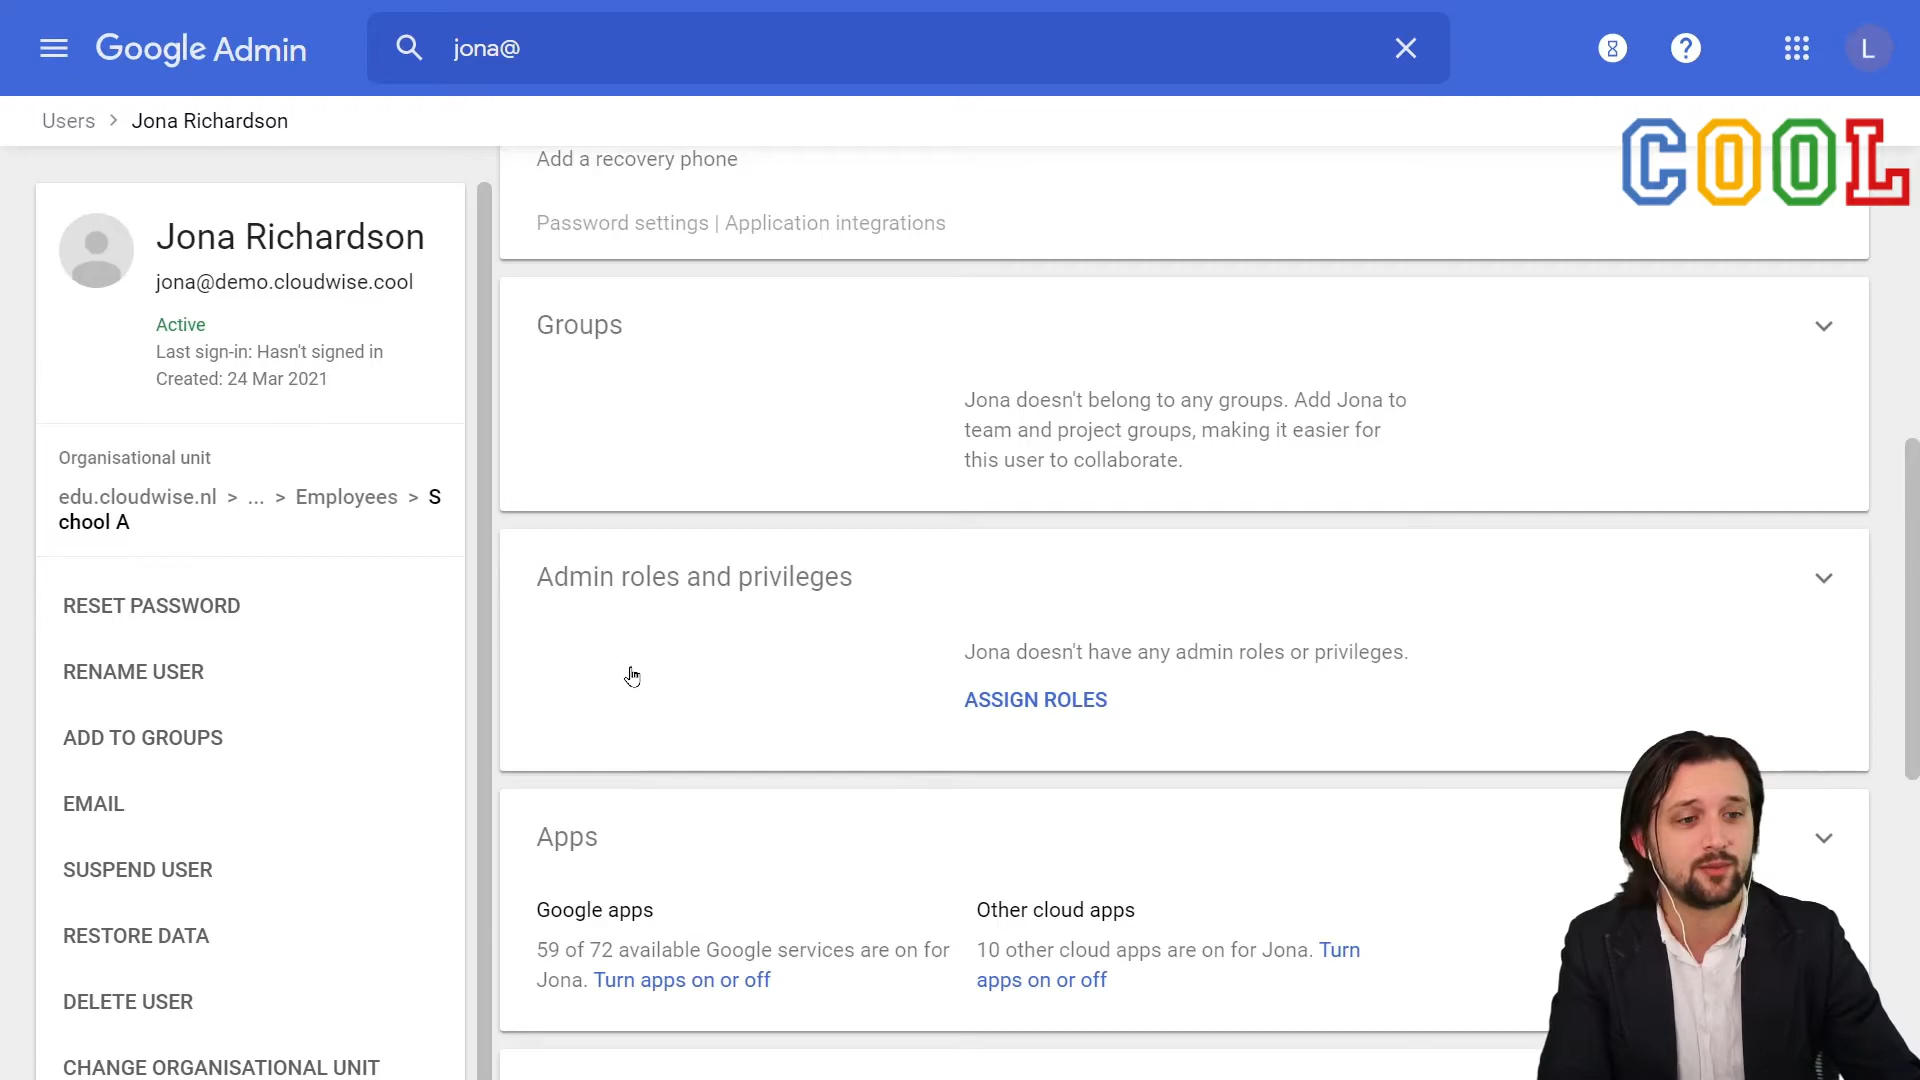 Google Admin
jona@
L
Users > Jona Richardson
COOL
Add a recovery phone
Password settings | Application integrations
Jona Richardson
jona@demo.cloudwise.cool
Active
Last sign-in: Hasn't signed in
Created: 24 Mar 2021
Organisational unit
edu.cloudwise.nl > ... > Employees > S
chool A
RESET PASSWORD
RENAME USER
ADD TO GROUPS
EMAIL
SUSPEND USER
RESTORE DATA
DELETE USER
CHANGE ORGANISATIONAL UNIT
Groups
Jona doesn't belong to any groups. Add Jona to
team and project groups, making it easier for
this user to collaborate.
Admin roles and privileges
Jona doesn't have any admin roles or privileges.
ASSIGN ROLES
Apps
Google apps
59 of 72 available Google services are on for
Jona. Turn apps on or off
Other cloud apps
10 other cloud apps are on for Jona. Turn
apps on or off